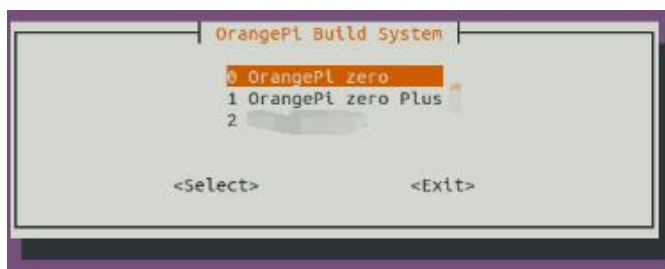 OrangePi Build System
0 OrangePi zero
1 OrangePi zero Plus
2
<Select> <Exit>